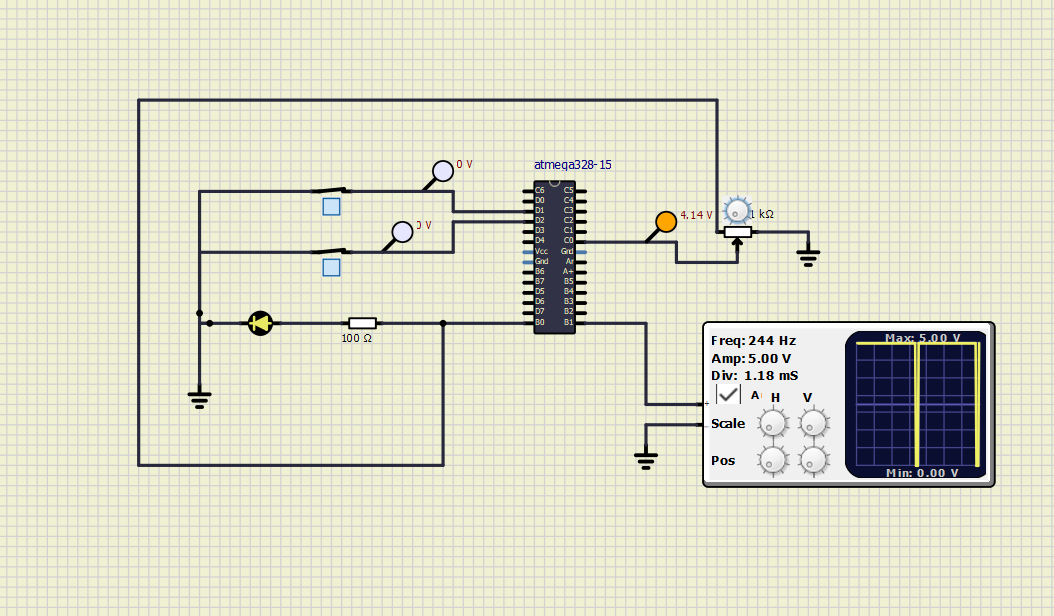 0 V
atmega328-15
0 V
4.14 V
1 kΩ
C6 C5
D0 C4
D1 C3
D2 C2
D3 C1
D4 C0
Vcc Gnd
Gnd Ar
B6 A+
B7 B5
D5 B4
D6 B3
D7 B2
B0 B1
100 Ω
Freq: 244 Hz
Amp: 5.00 V
Div: 1.18 mS
A
H V
+
Scale
Pos
Max: 5.00 V
Min: 0.00 V